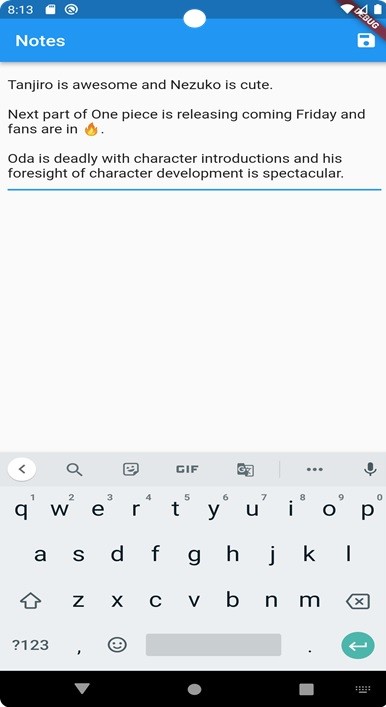 8:13
DEBUG
Notes
Tanjiro is awesome and Nezuko is cute.
Next part of One piece is releasing coming Friday and
fans are in 🔥.
Oda is deadly with character introductions and his
foresight of character development is spectacular.
GIF
1 2 3 4 5 6 7 8 9 0
q w e r t y u i o p
a s d f g h j k l
z x c v b n m
?123 , .